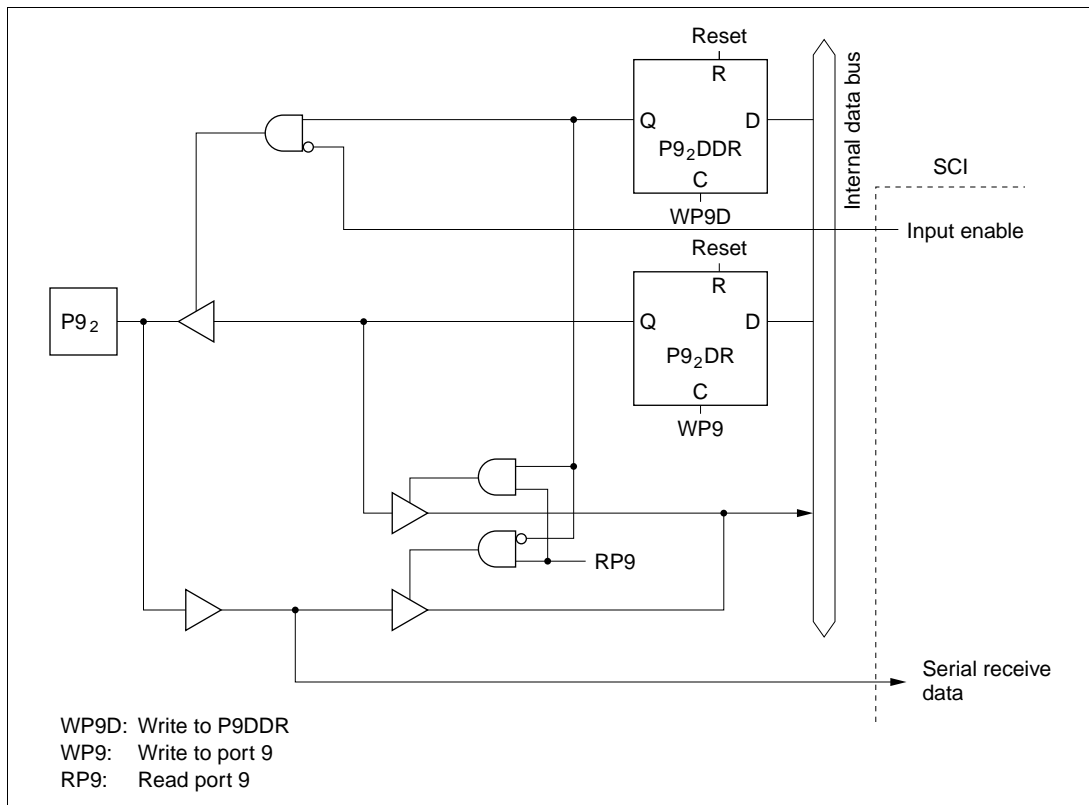 Reset
R
Q
D
P9₂DDR
C
WP9D
Internal data bus
SCI
Input enable
Reset
R
P9₂
Q
D
P9₂DR
C
WP9
RP9
Serial receive
data
WP9D: Write to P9DDR
WP9: Write to port 9
RP9: Read port 9